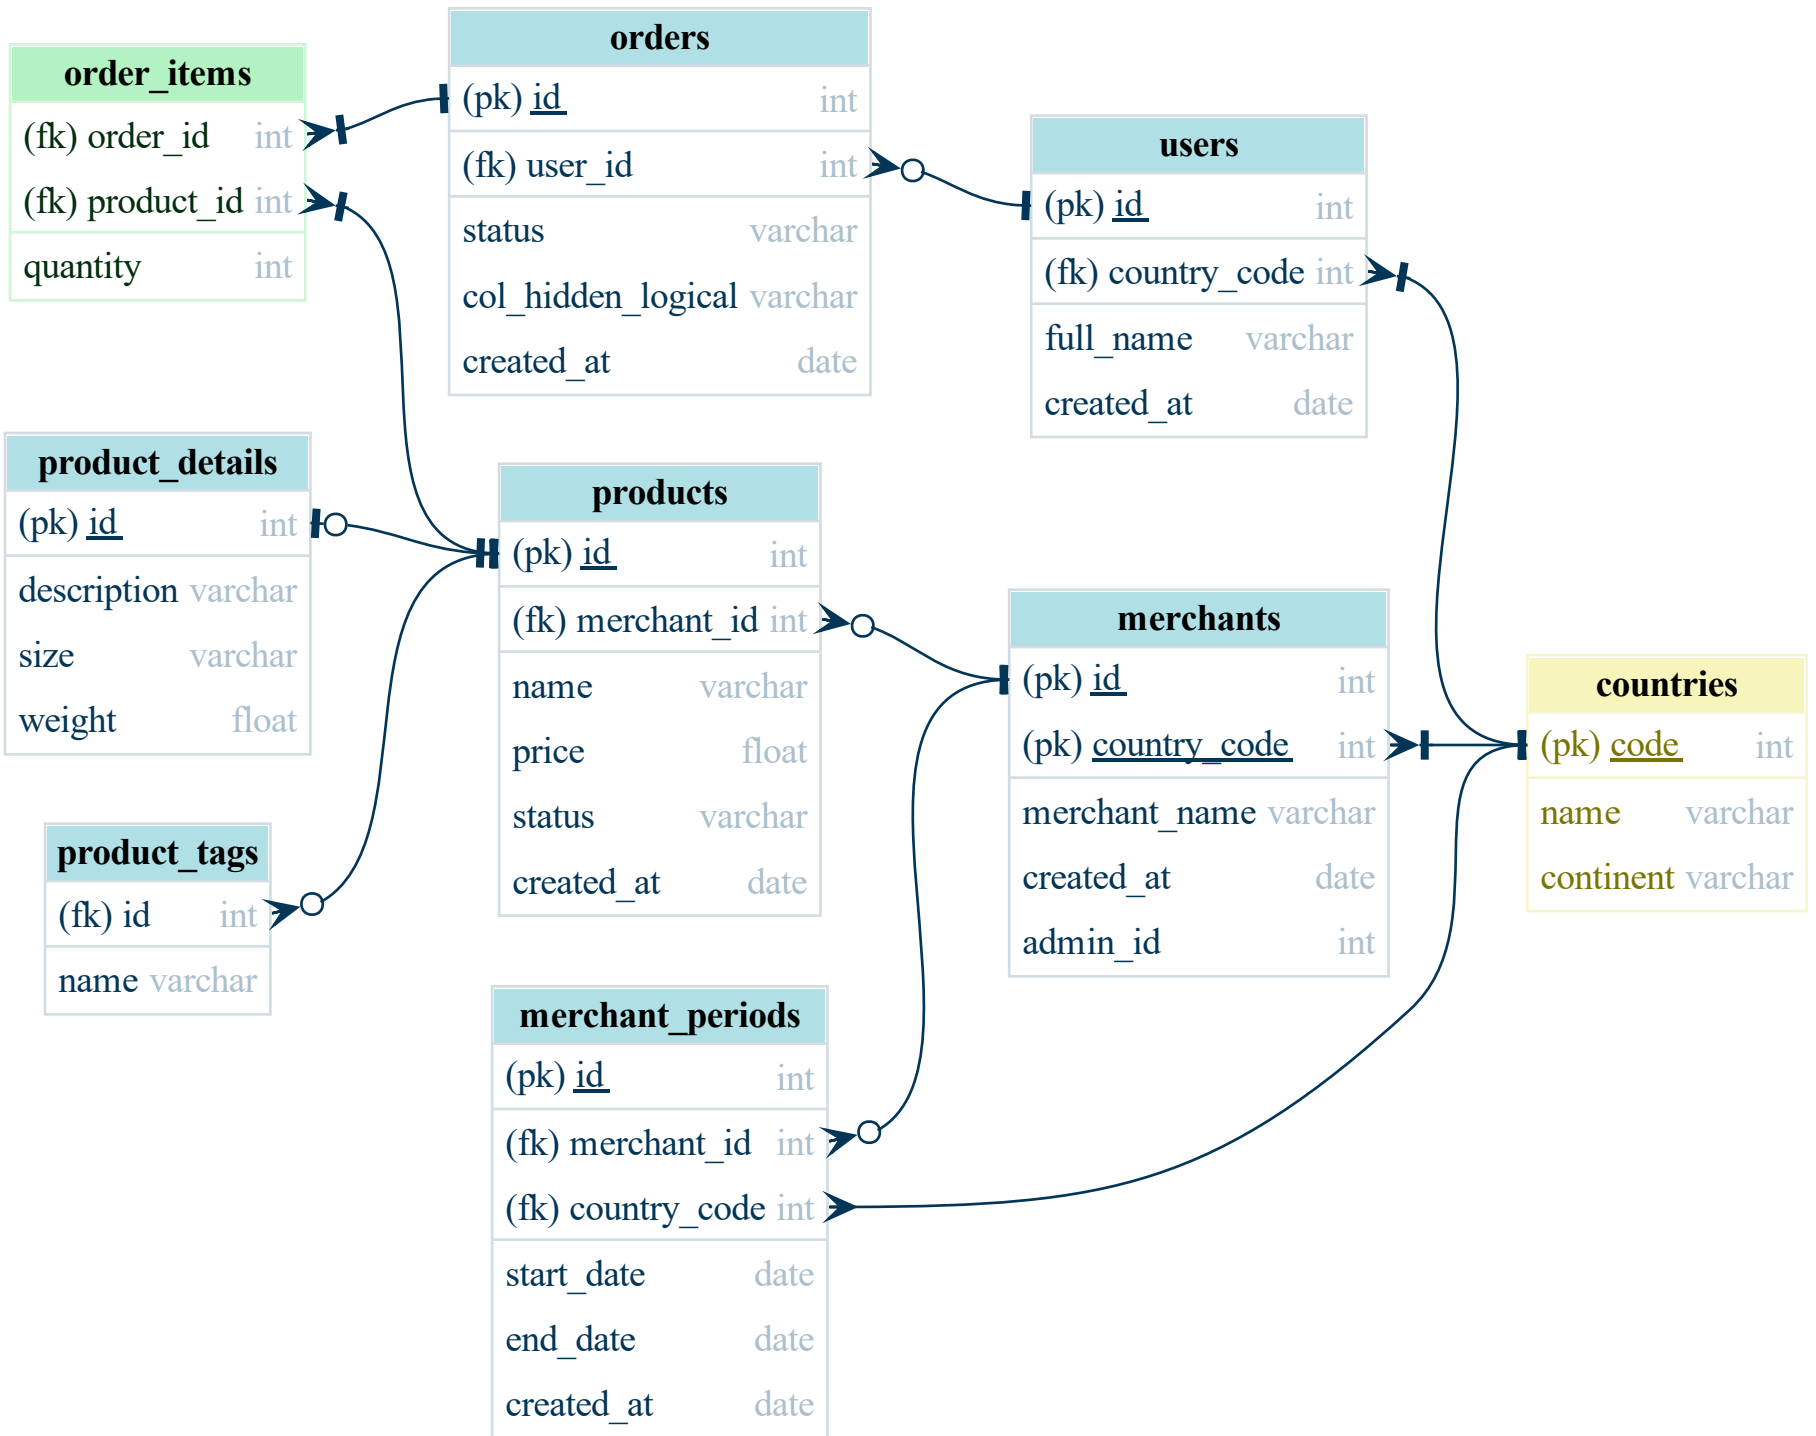 order_items
(fk) order_id int
(fk) product_id int
quantity int
orders
(pk) id int
(fk) user_id int
status varchar
col_hidden_logical varchar
created_at date
users
(pk) id int
(fk) country_code int
full_name varchar
created_at date
product_details
(pk) id int
description varchar
size varchar
weight float
products
(pk) id int
(fk) merchant_id int
name varchar
price float
status varchar
created_at date
merchants
(pk) id int
(pk) country_code int
merchant_name varchar
created_at date
admin_id int
countries
(pk) code int
name varchar
continent varchar
product_tags
(fk) id int
name varchar
merchant_periods
(pk) id int
(fk) merchant_id int
(fk) country_code int
start_date date
end_date date
created_at date